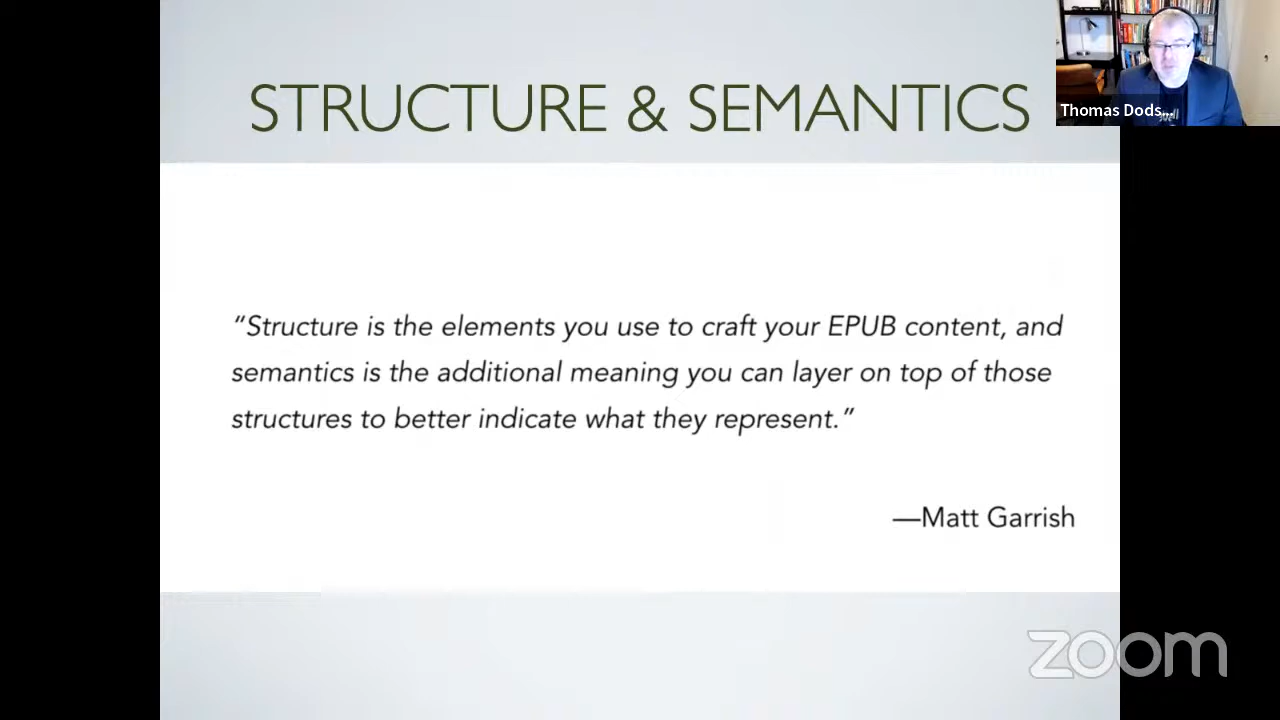 STRUCTURE & SEMANTICS
Thomas Dods...
“Structure is the elements you use to craft your EPUB content, and
semantics is the additional meaning you can layer on top of those
structures to better indicate what they represent.”
—Matt Garrish
zoom